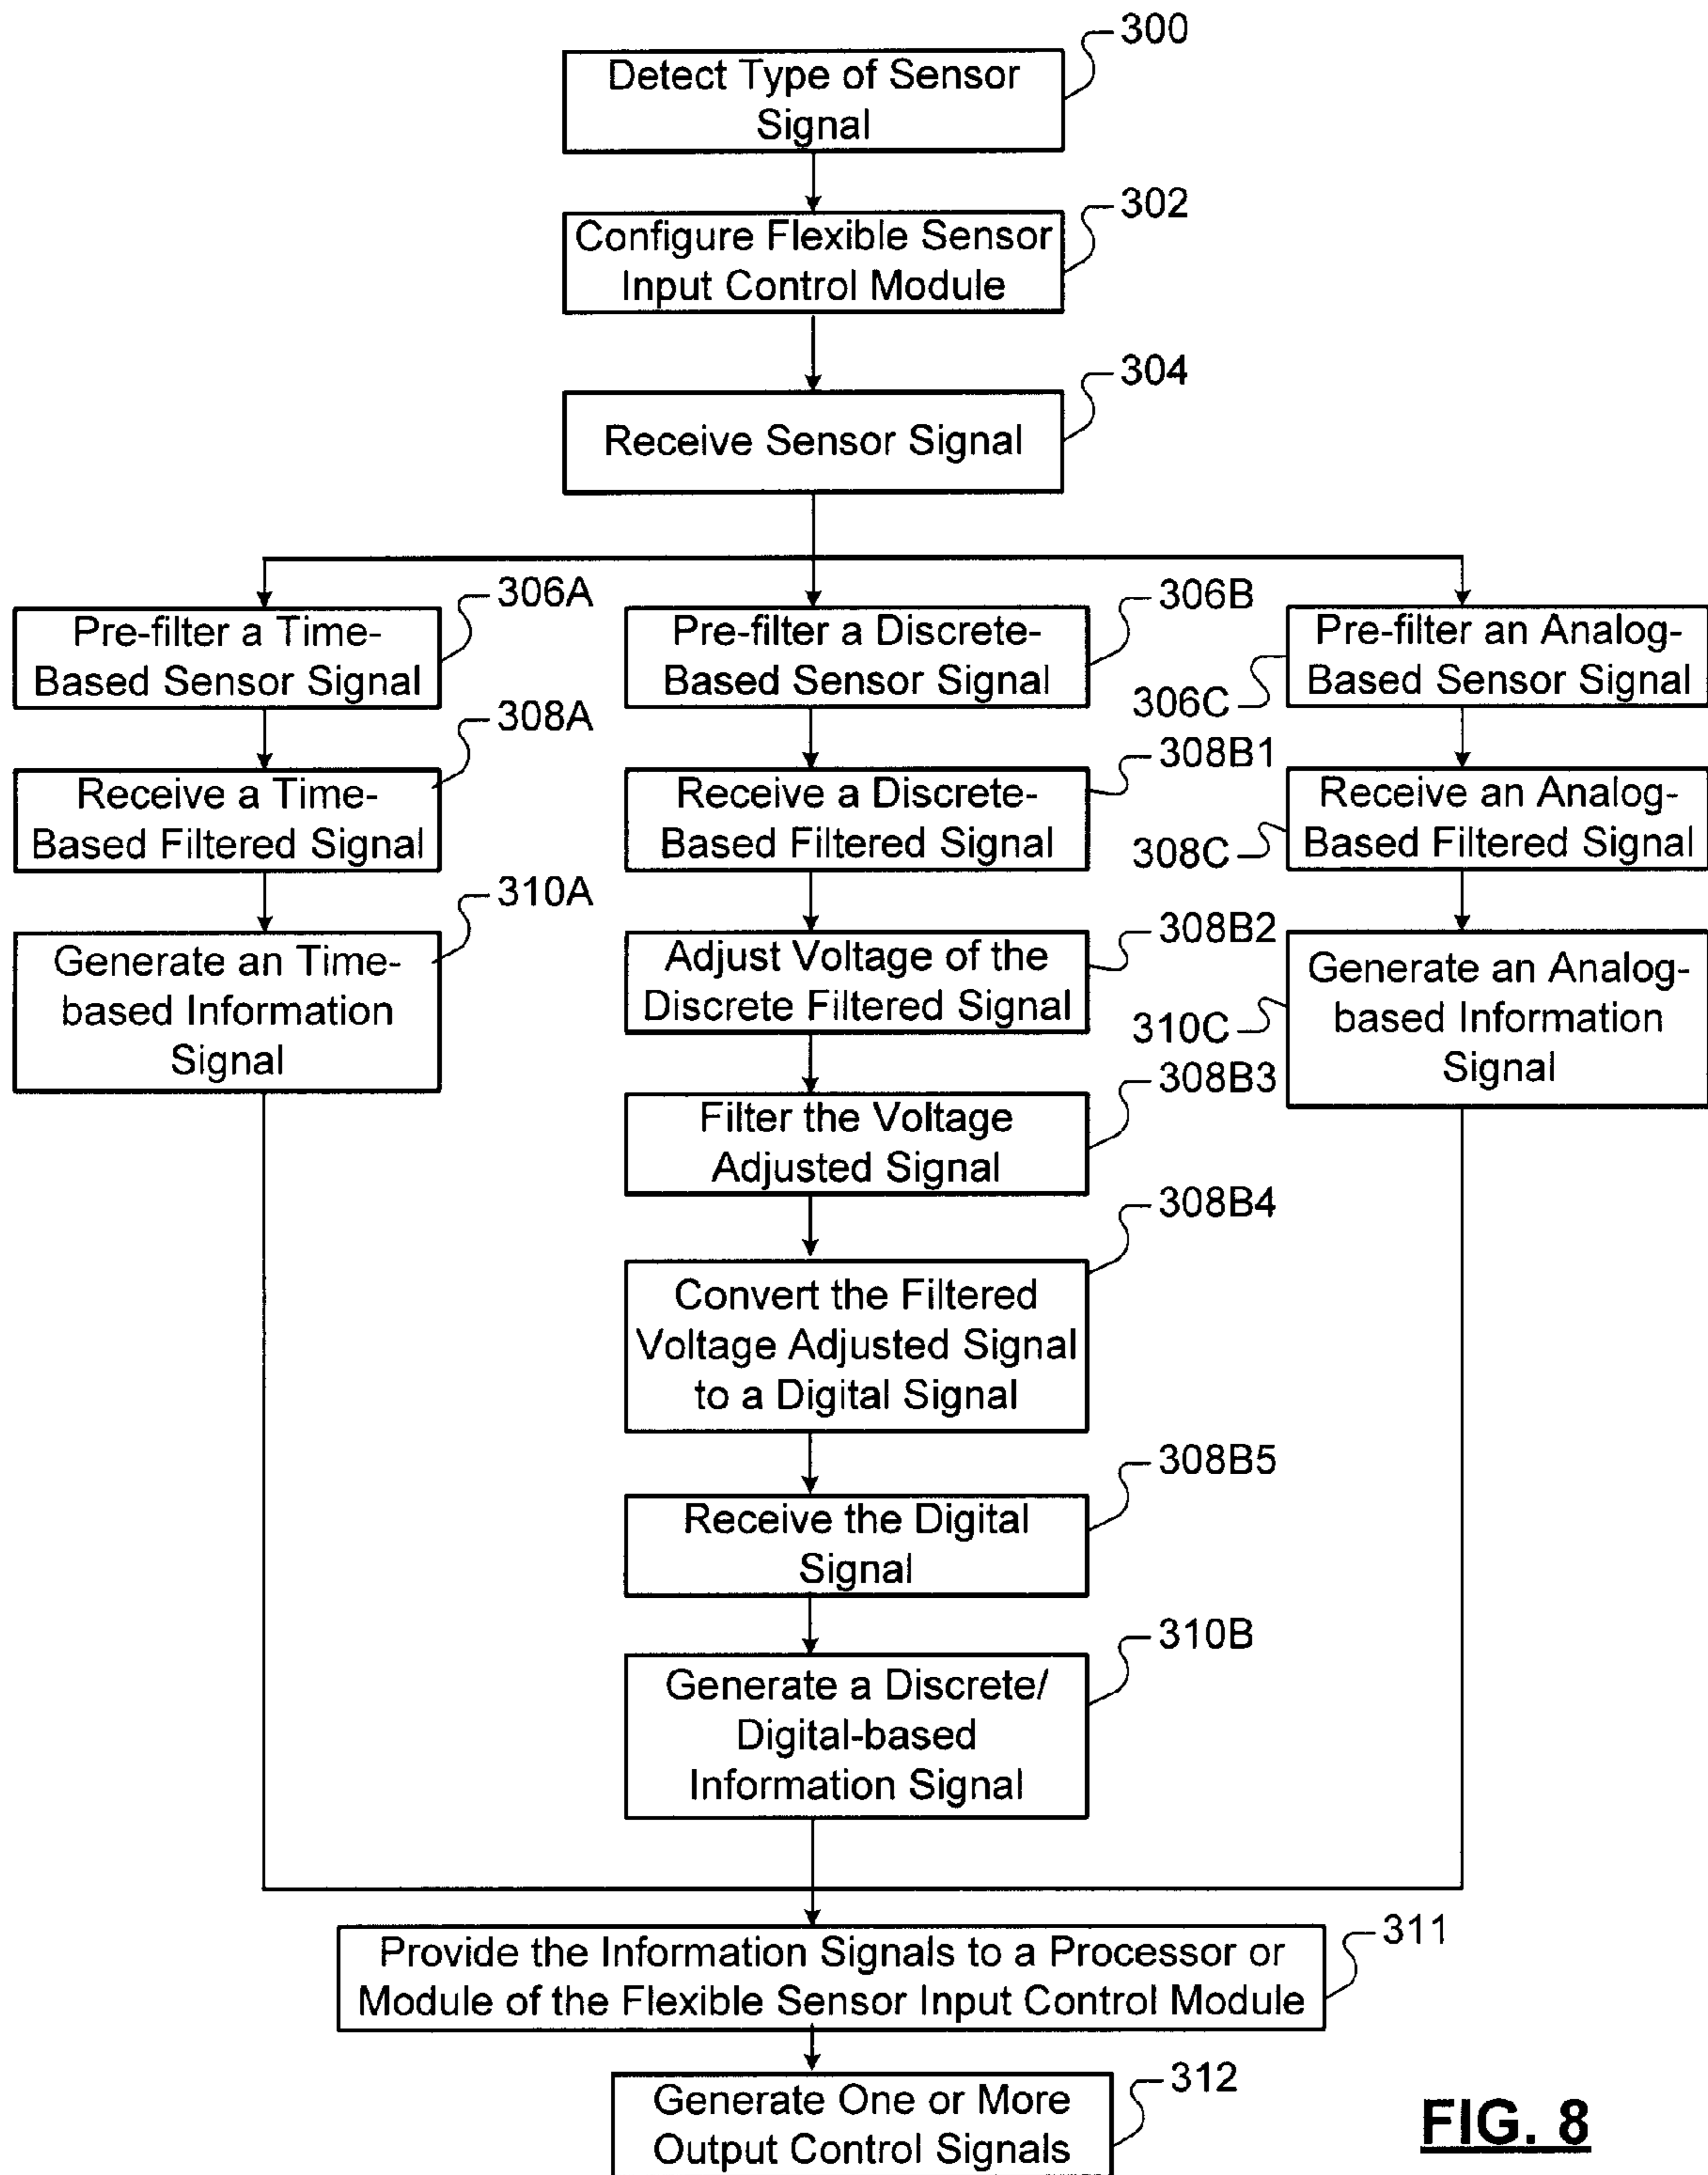 300
Detect Type of Sensor
Signal
302
Configure Flexible Sensor
Input Control Module
304
Receive Sensor Signal
306A
Pre-filter a Time-
Based Sensor Signal
308A
Receive a Time-
Based Filtered Signal
310A
Generate an Time-
based Information
Signal
306B
Pre-filter a Discrete-
Based Sensor Signal
308B1
Receive a Discrete-
Based Filtered Signal
308B2
Adjust Voltage of the
Discrete Filtered Signal
308B3
Filter the Voltage
Adjusted Signal
308B4
Convert the Filtered
Voltage Adjusted Signal
to a Digital Signal
308B5
Receive the Digital
Signal
310B
Generate a Discrete/
Digital-based
Information Signal
Pre-filter an Analog-
Based Sensor Signal
306C
Receive an Analog-
Based Filtered Signal
308C
Generate an Analog-
based Information
Signal
310C
311
Provide the Information Signals to a Processor or
Module of the Flexible Sensor Input Control Module
312
Generate One or More
Output Control Signals
FIG. 8